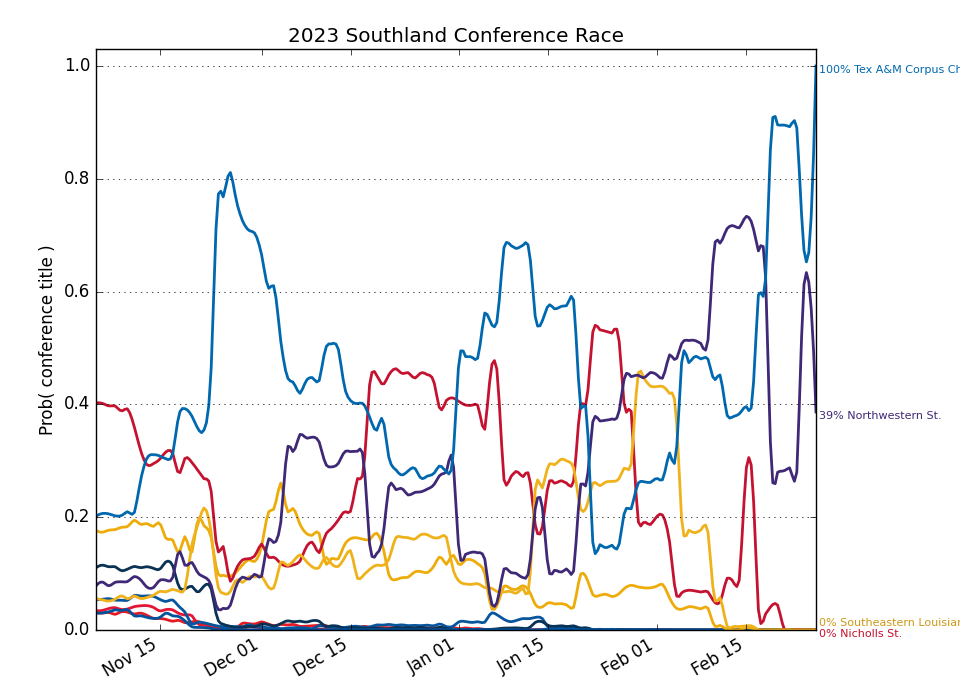 2023 Southland Conference Race
Prob( conference title )
1.0
0.8
0.6
0.4
0.2
0.0
Nov 15
Dec 01
Dec 15
Jan 01
Jan 15
Feb 01
Feb 15
100% Tex A&M Corpus Ch
39% Northwestern St.
0% Southeastern Louisian
0% Nicholls St.